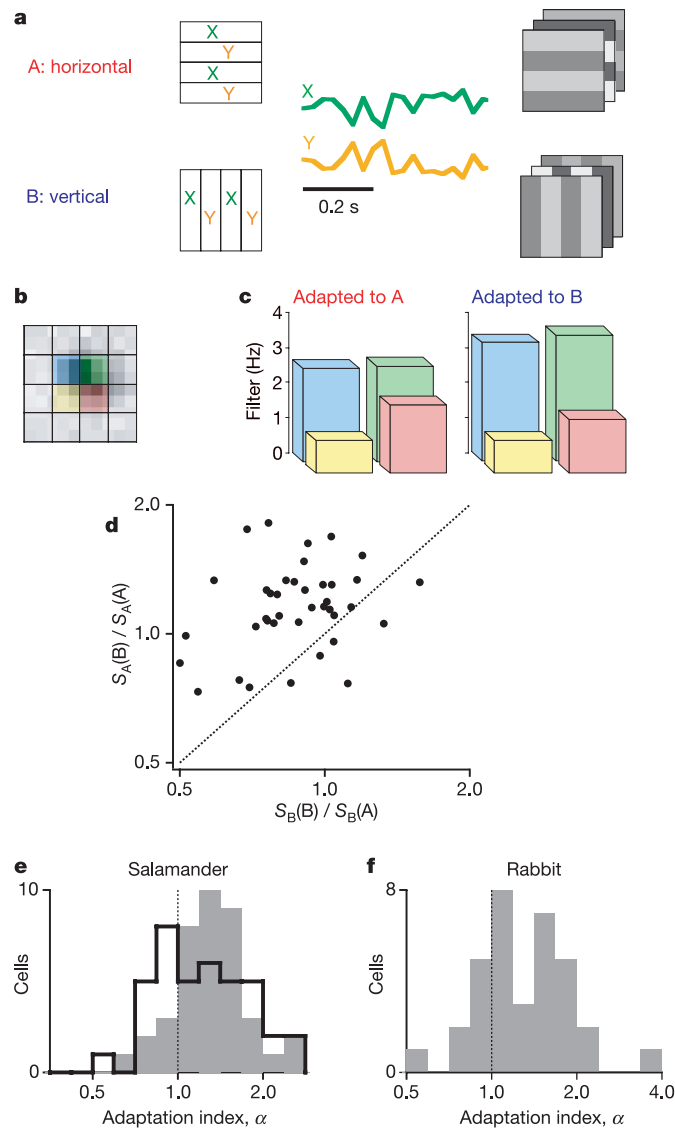 a
A: horizontal
X
Y
X
Y
X
Y
0.2 s
B: vertical
X
Y
X
Y
b
c
Adapted to A
Adapted to B
Filter (Hz)
4
3
2
1
0
d
S_A(B) / S_A(A)
2.0
1.0
0.5
0.5
1.0
2.0
S_B(B) / S_B(A)
e
Salamander
Cells
10
0
0.5
1.0
2.0
Adaptation index, α
f
Rabbit
Cells
8
0
0.5
1.0
2.0
4.0
Adaptation index, α